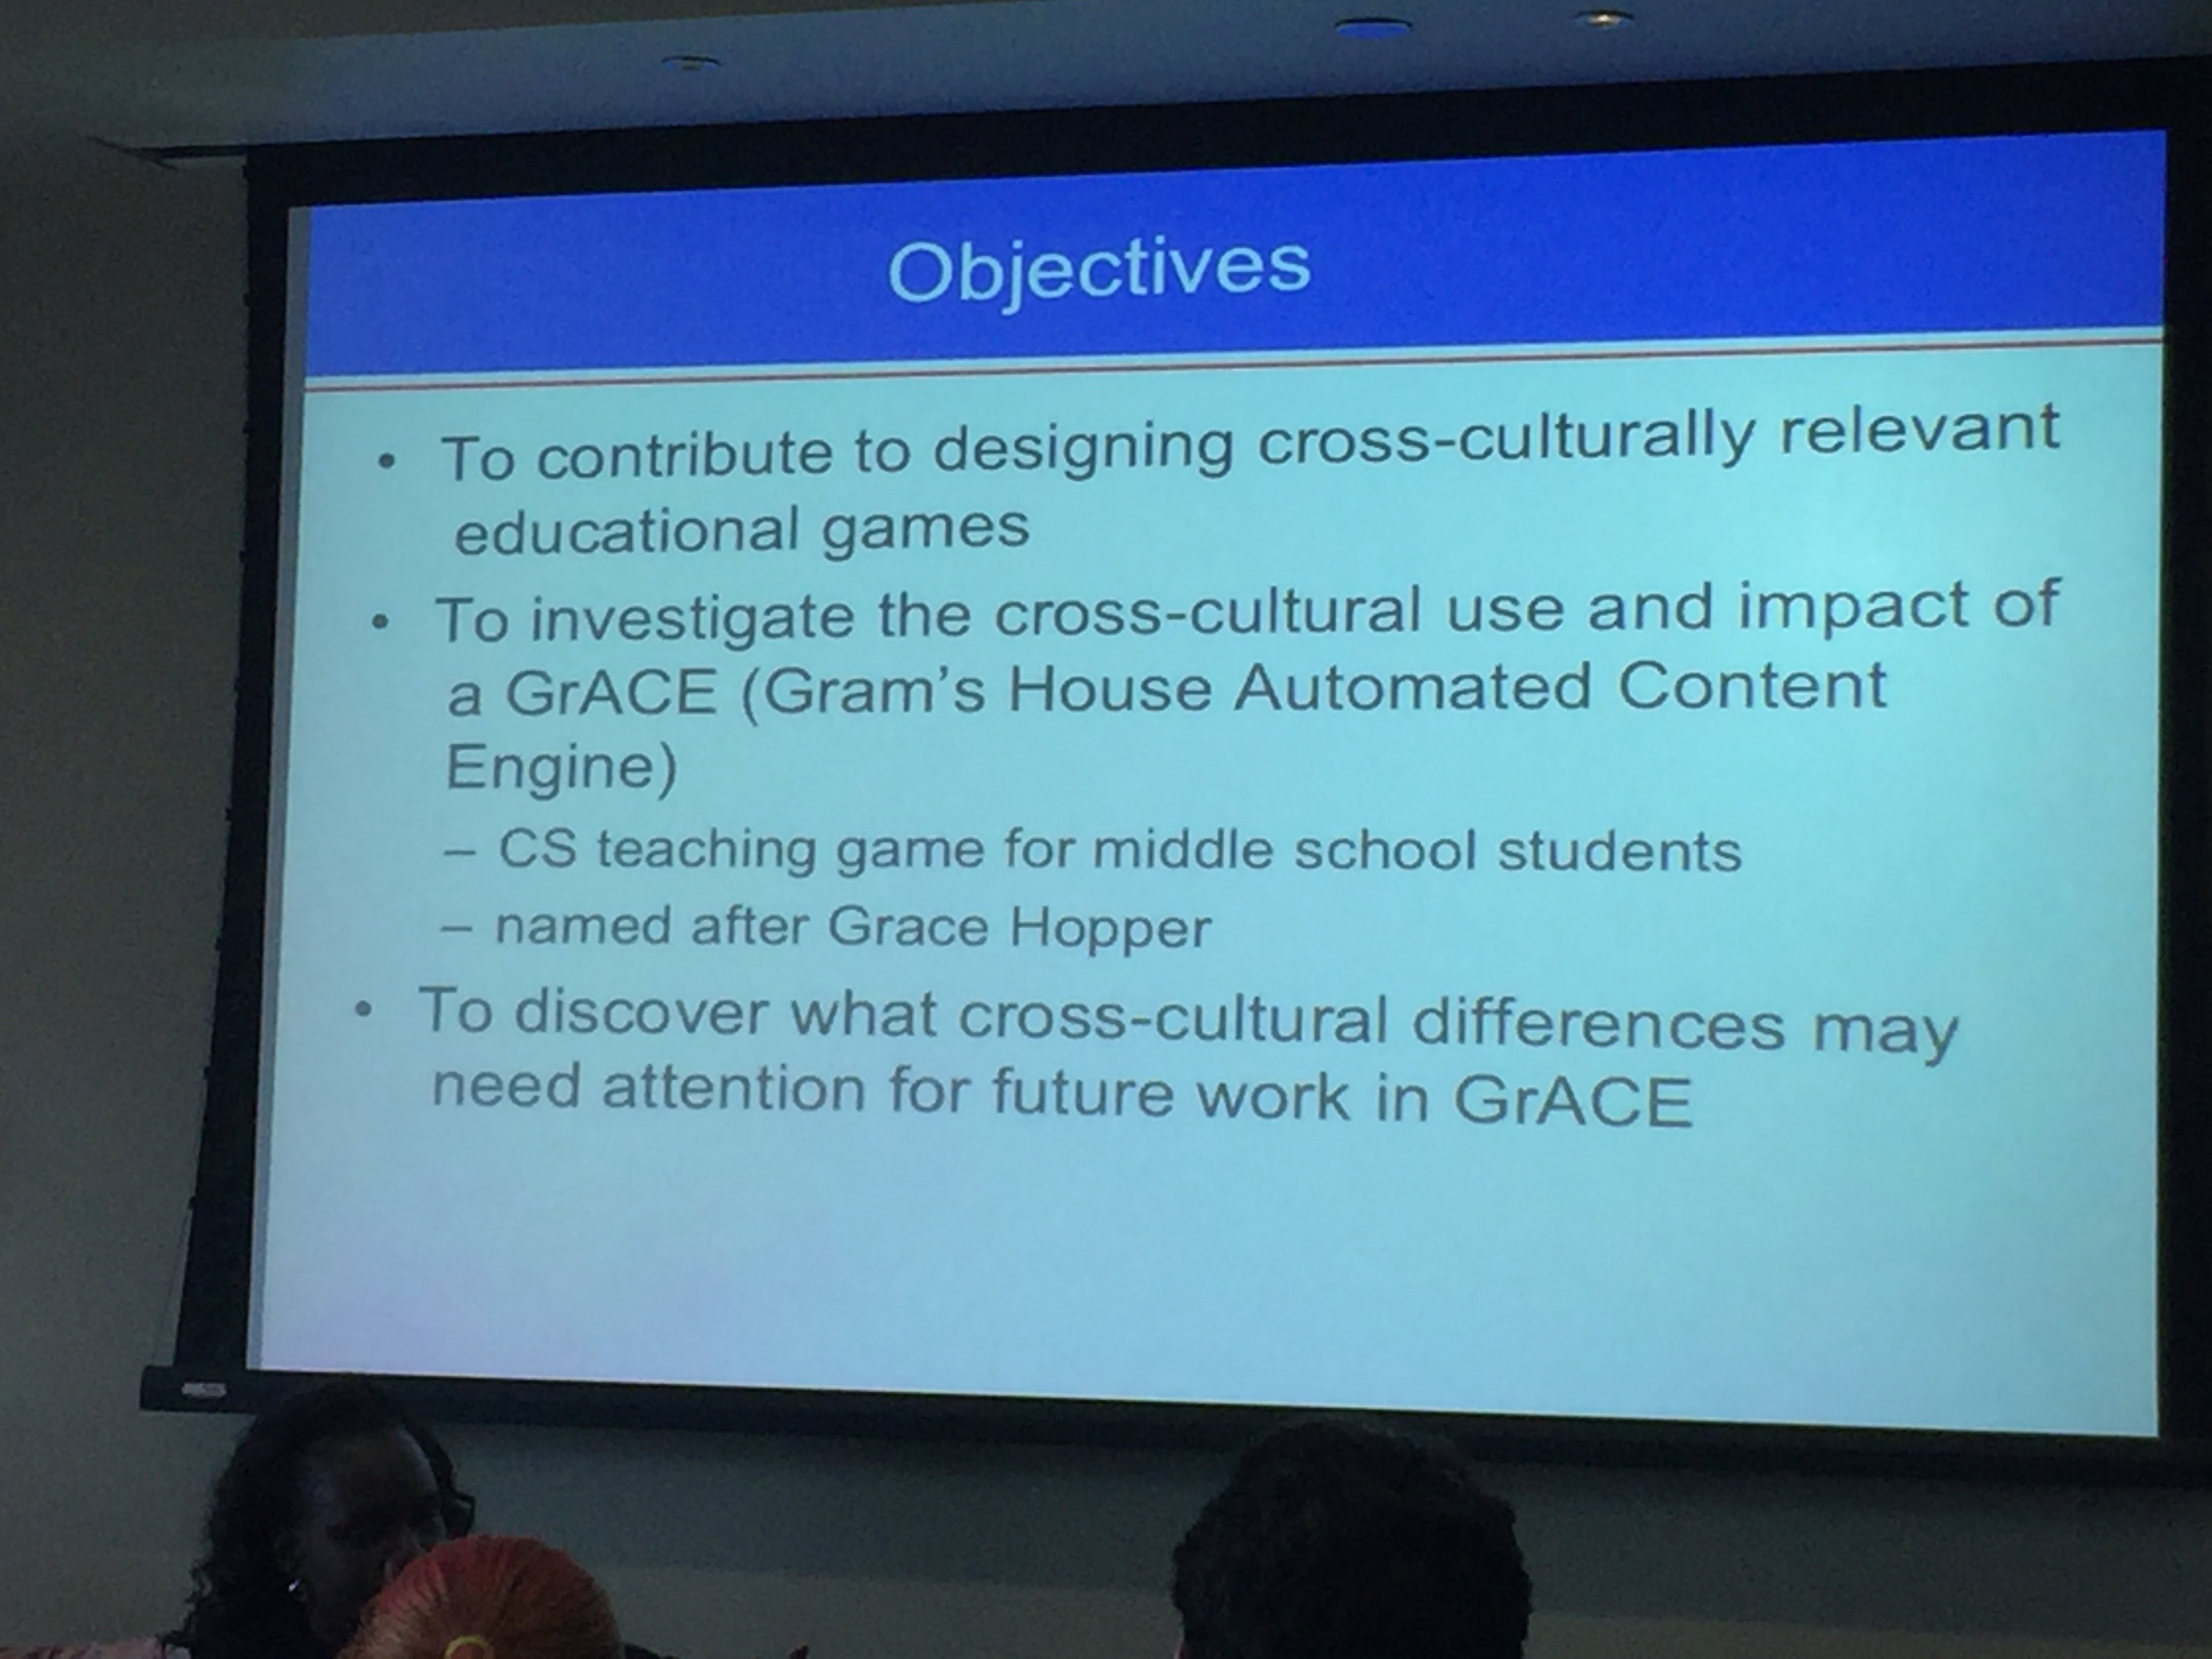 Objectives
• To contribute to designing cross-culturally relevant
educational games
• To investigate the cross-cultural use and impact of
a GrACE (Gram's House Automated Content
Engine)
– CS teaching game for middle school students
– named after Grace Hopper
• To discover what cross-cultural differences may
need attention for future work in GrACE